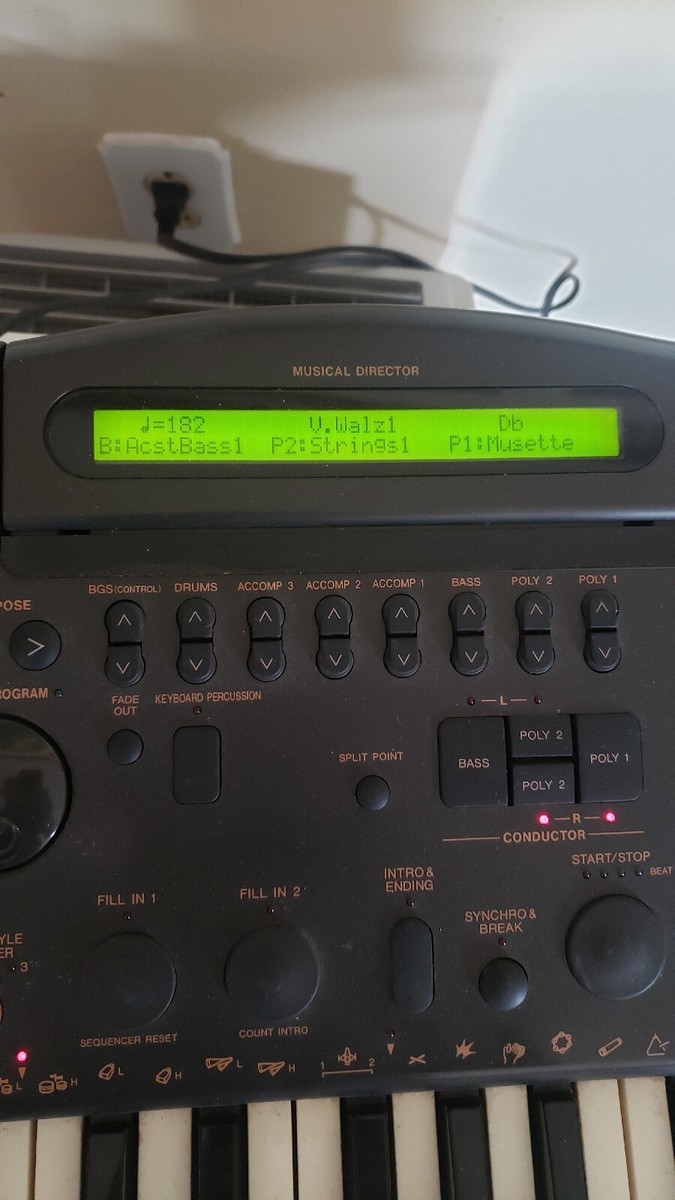 MUSICAL DIRECTOR
♩=182 V.Walz1 Db
B:AcstBass1 P2:Strings1 P1:Musette
BGS(CONTROL) DRUMS ACCOMP 3 ACCOMP 2 ACCOMP 1 BASS POLY 2 POLY 1
POSE
ROGRAM
FADE OUT
KEYBOARD PERCUSSION
L
SPLIT POINT
BASS POLY 2 POLY 1
POLY 2
R
CONDUCTOR
START/STOP
BEAT
INTRO & ENDING
FILL IN 1 FILL IN 2
SYNCHRO & BREAK
YLE
ER
3
SEQUENCER RESET COUNT INTRO
L H L H L H 1 2